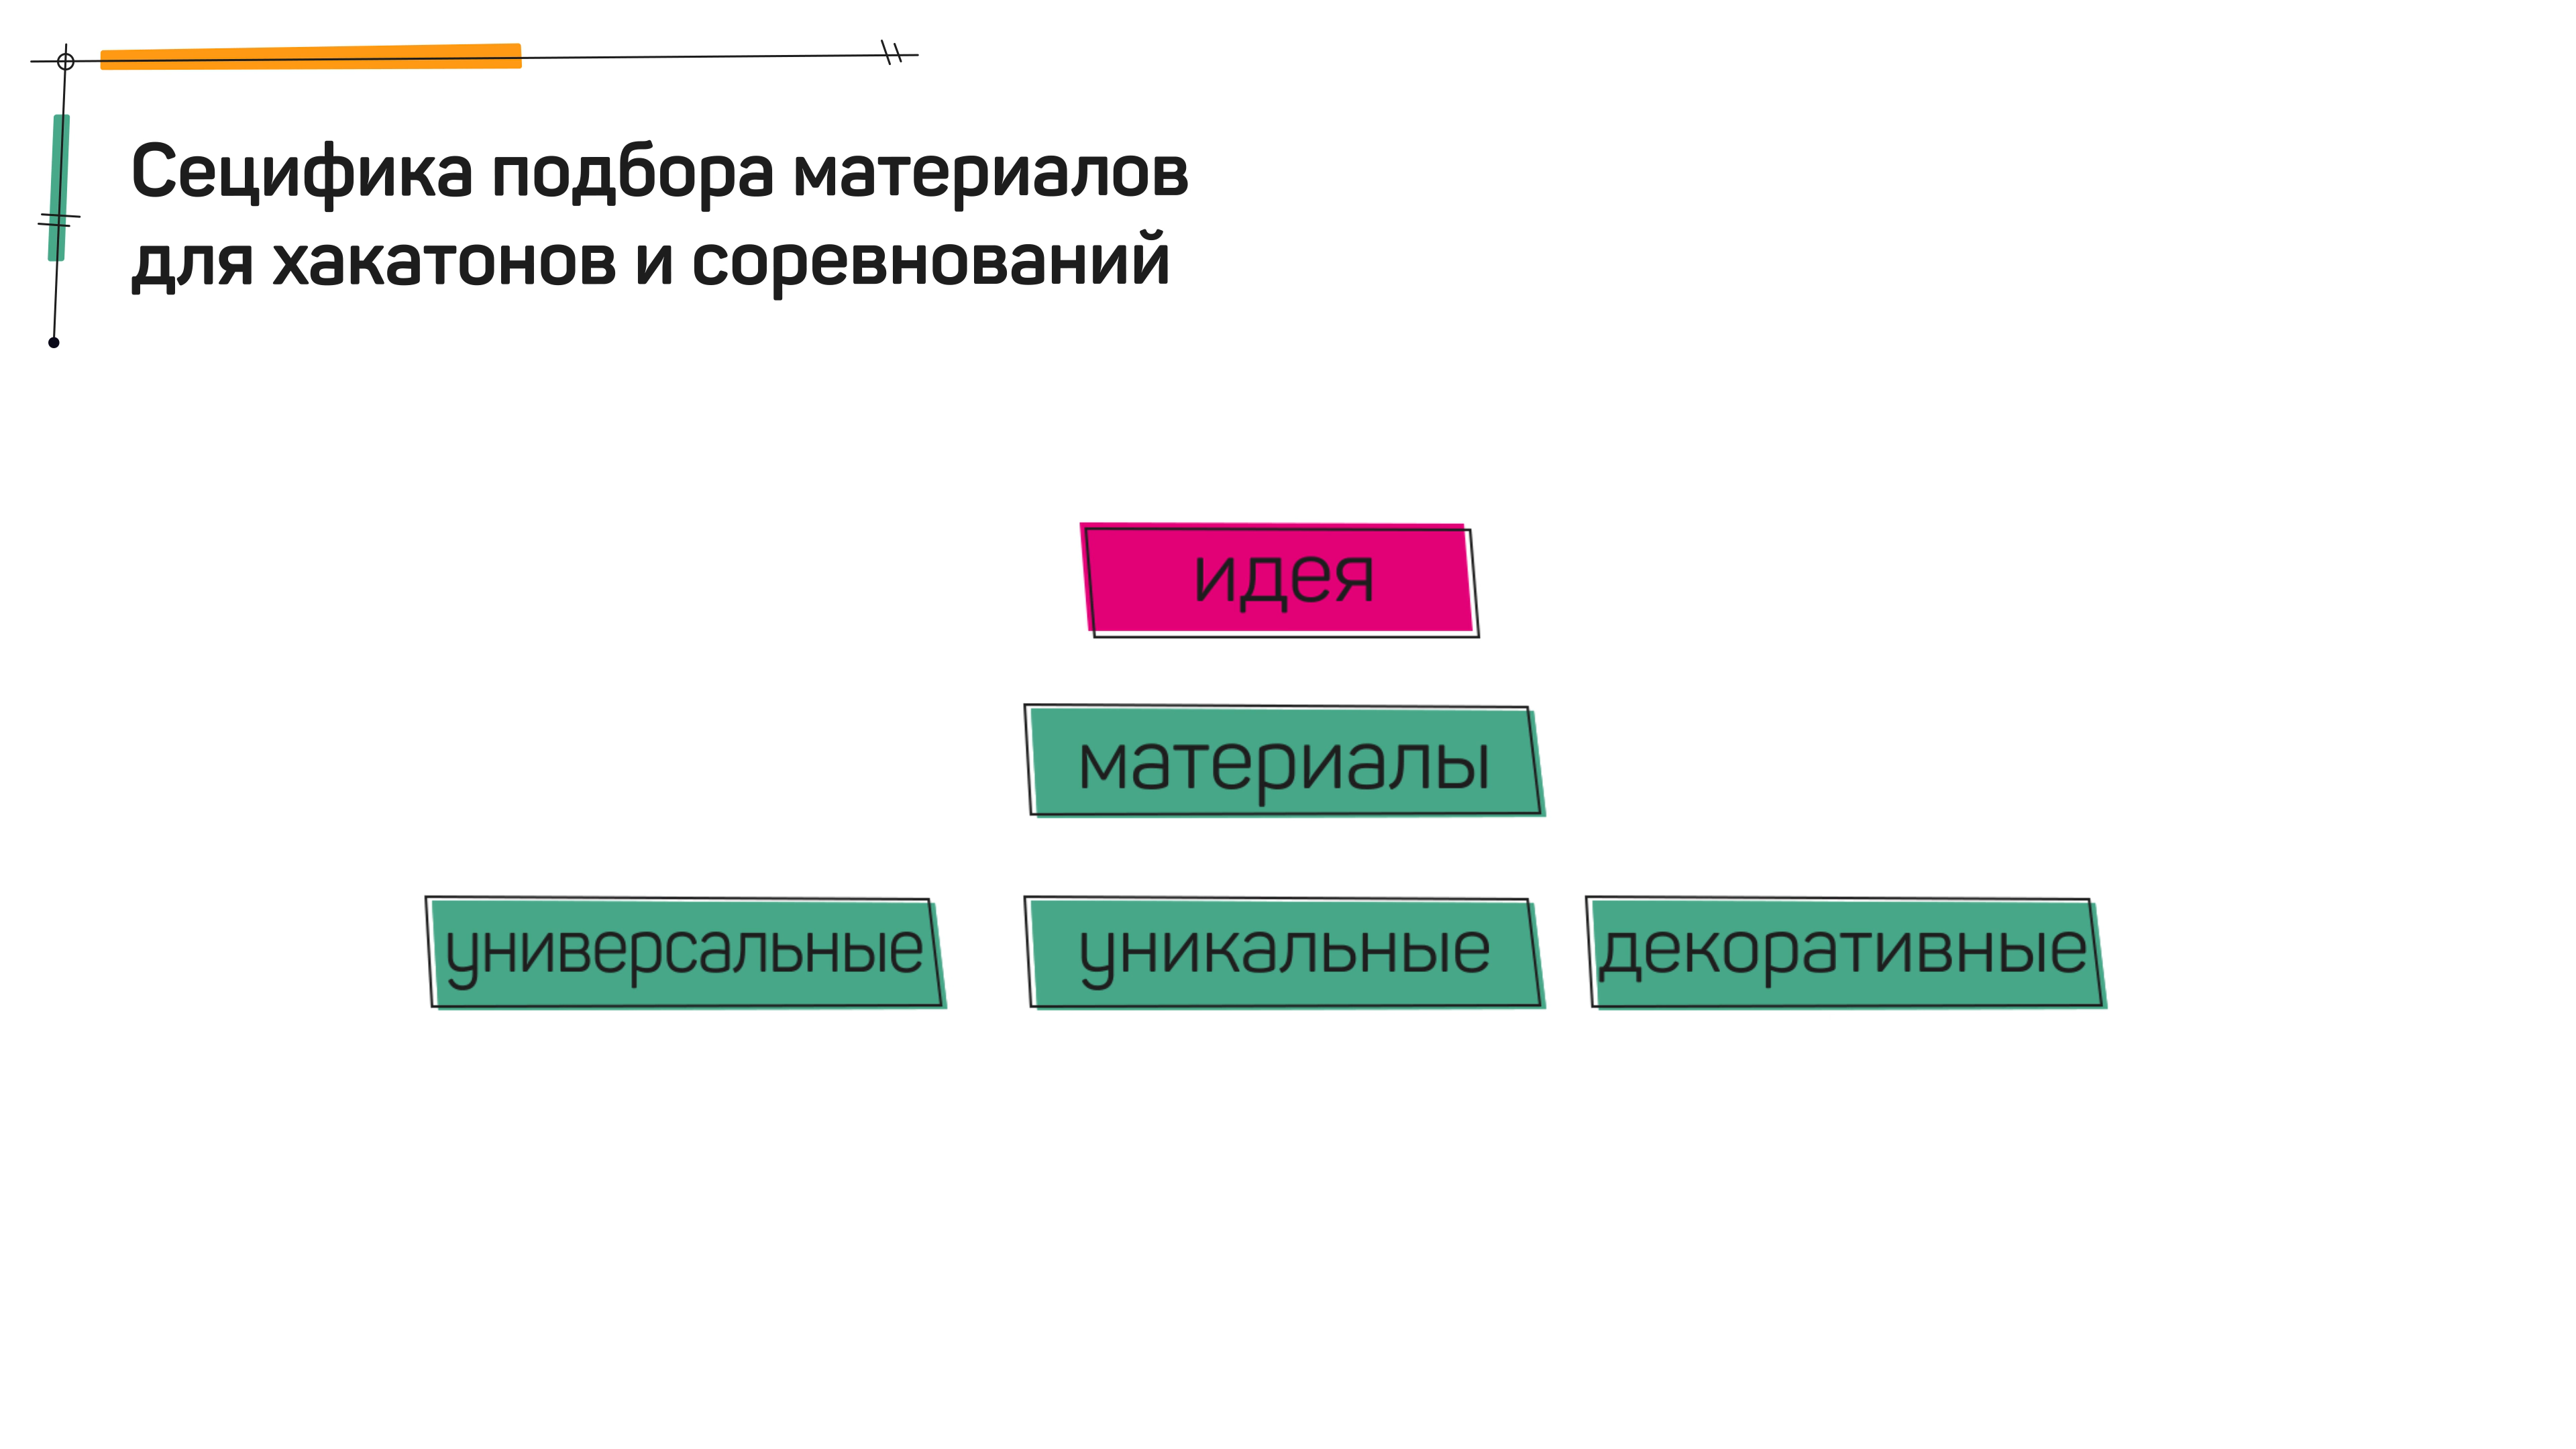 Сецифика подбора материалов
для хакатонов и соревнований
идея
материалы
универсальные
уникальные
декоративные